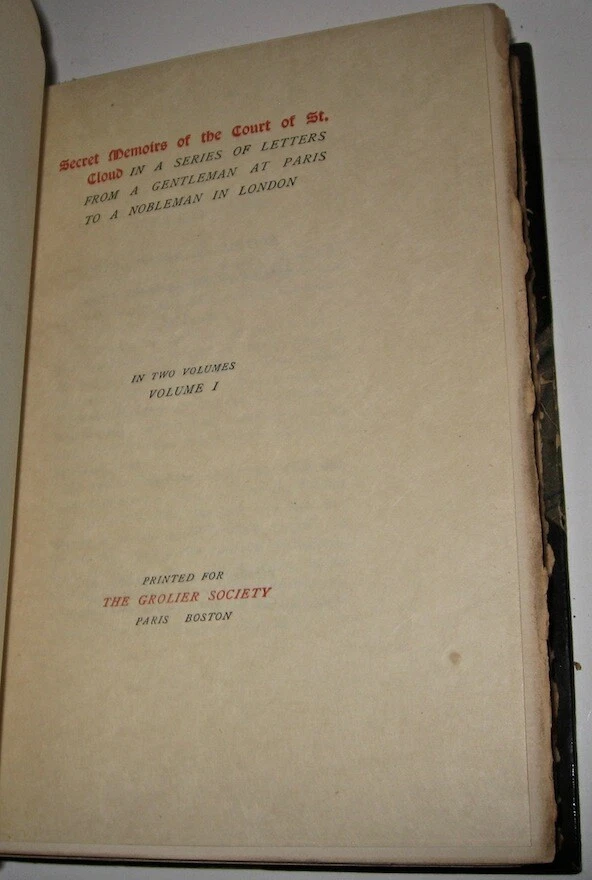 Secret Memoirs of the Court of St.
Cloud IN A SERIES OF LETTERS
FROM A GENTLEMAN AT PARIS
TO A NOBLEMAN IN LONDON
IN TWO VOLUMES
VOLUME I
PRINTED FOR
THE GROLIER SOCIETY
PARIS BOSTON